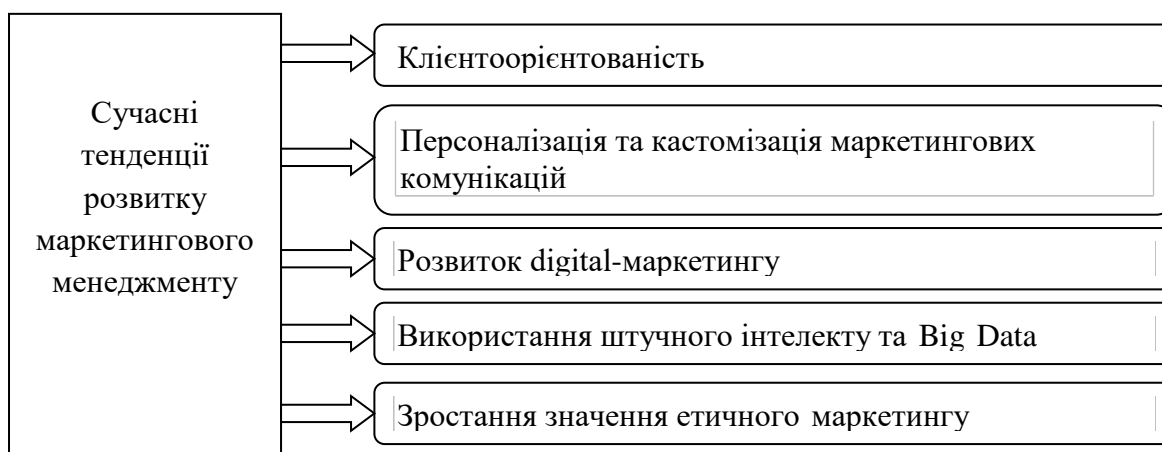 Сучасні
тенденції
розвитку
маркетингового
менеджменту
Клієнтоорієнтованість
Персоналізація та кастомізація маркетингових
комунікацій
Розвиток digital-маркетингу
Використання штучного інтелекту та Big Data
Зростання значення етичного маркетингу